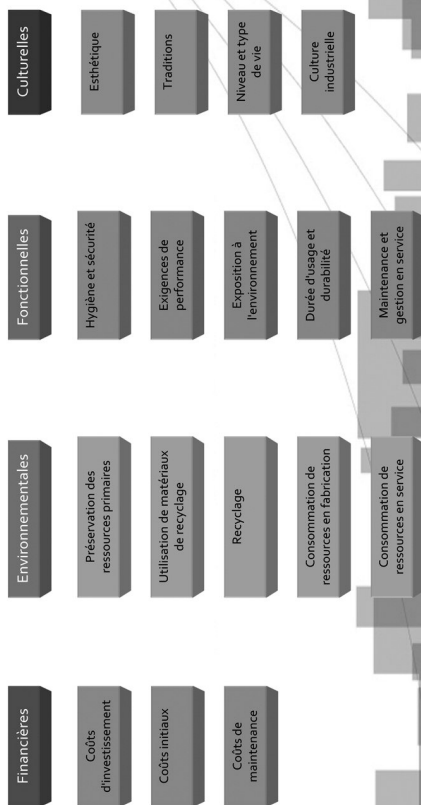 Financières
Coûts
d'investissement
Coûts initiaux
Coûts de
maintenance
Environnementales
Préservation des
ressources primaires
Utilisation de matériaux
de recyclage
Recyclage
Consommation de
ressources en fabrication
Consommation de
ressources en service
Fonctionnelles
Hygiène et sécurité
Exigences de
performance
Exposition à
l'environnement
Durée d'usage et
durabilité
Maintenance et
gestion en service
Culturelles
Esthétique
Traditions
Niveau et type
de vie
Culture
industrielle